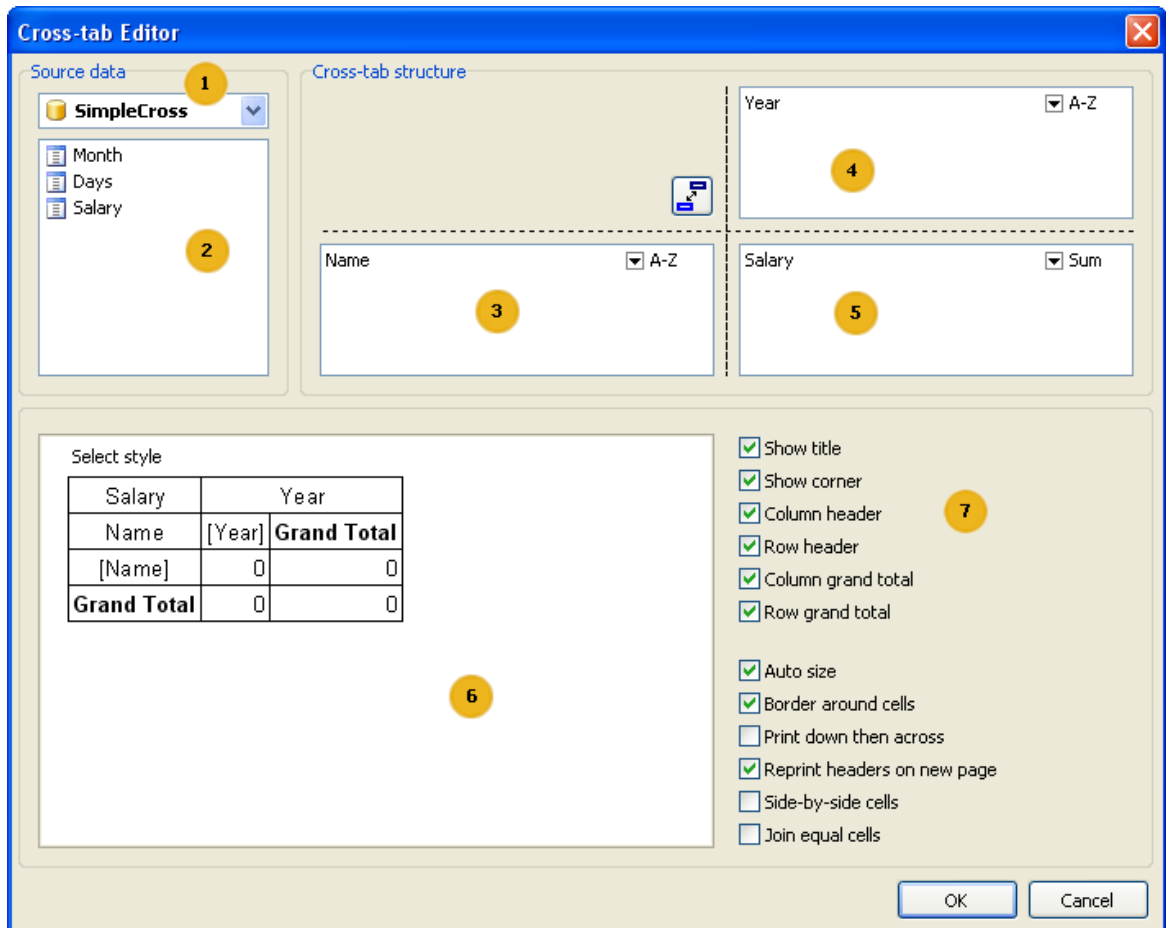 Cross-tab Editor
Source data
1
Cross-tab structure
SimpleCross
Month
Days
Salary
2
Year A-Z
4
Name A-Z
3
Salary Sum
5
Select style
Salary Year
Name [Year] Grand Total
[Name] 0 0
Grand Total 0 0
6
Show title
Show corner
Column header
7
Row header
Column grand total
Row grand total
Auto size
Border around cells
Print down then across
Reprint headers on new page
Side-by-side cells
Join equal cells
OK Cancel